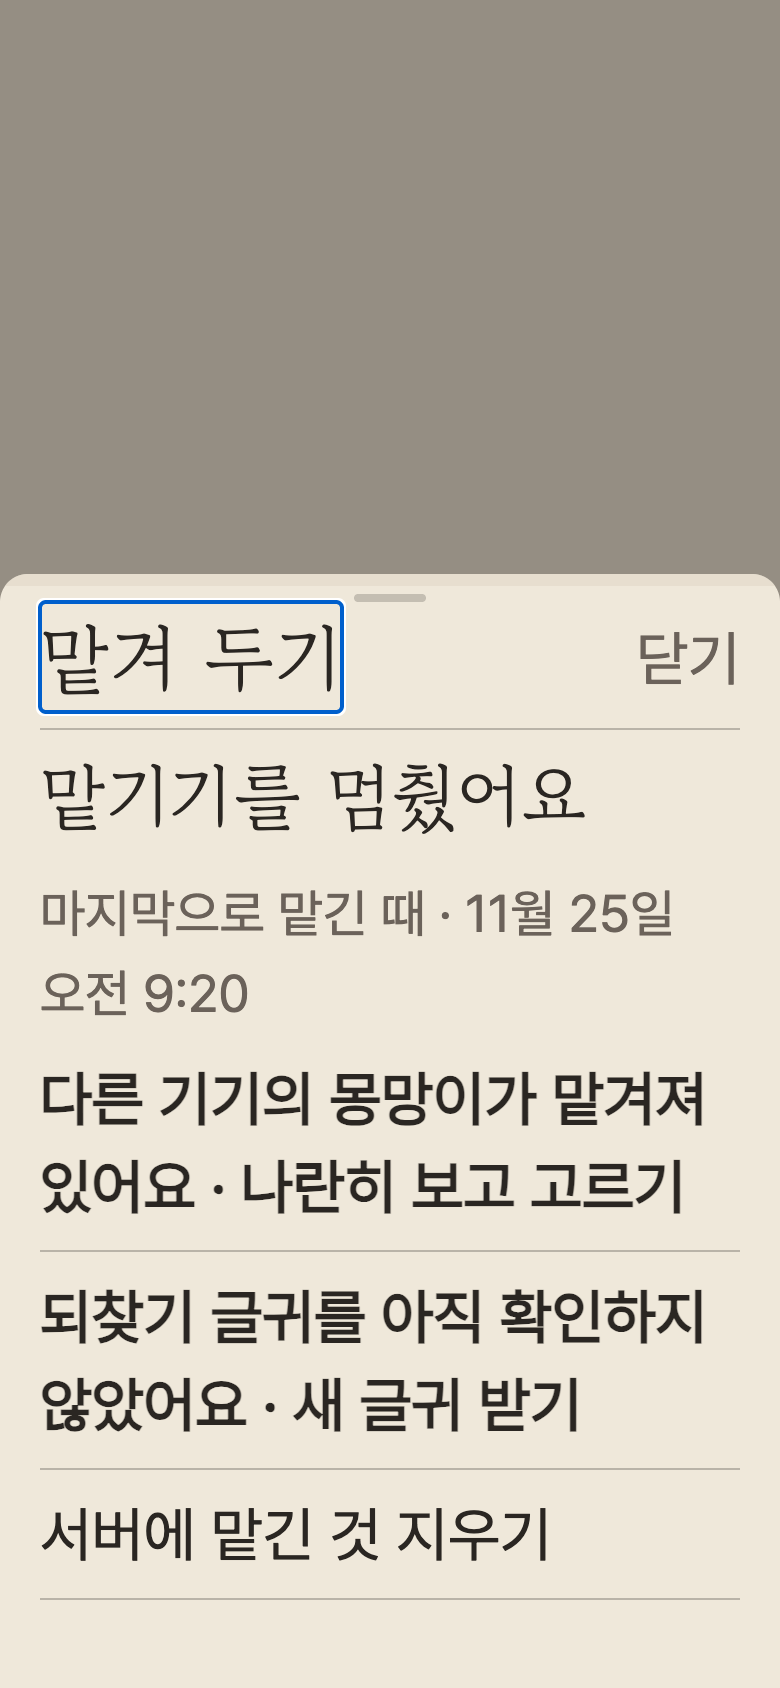 맡겨 두기
닫기
맡기기를 멈췄어요
마지막으로 맡긴 때 · 11월 25일
오전 9:20
다른 기기의 몽망이가 맡겨져
있어요 · 나란히 보고 고르기
되찾기 글귀를 아직 확인하지
않았어요 · 새 글귀 받기
서버에 맡긴 것 지우기